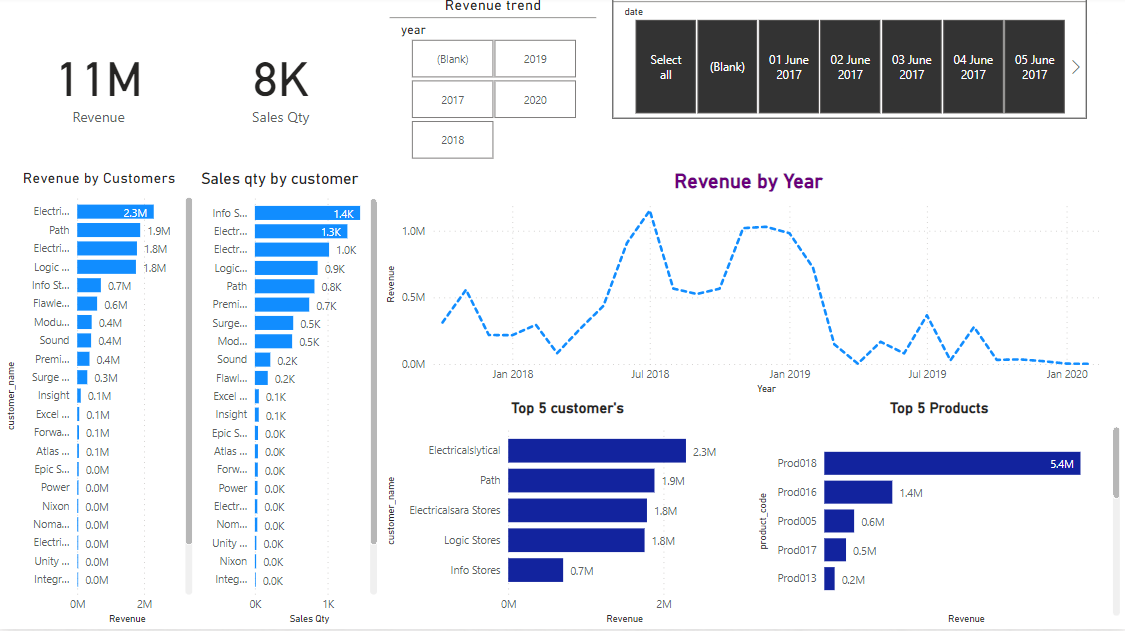 Revenue trend
year
(Blank)
2019
2017
2020
2018
date
Select
all
(Blank)
01 June
2017
02 June
2017
03 June
2017
04 June
2017
05 June
2017
11M
Revenue
8K
Sales Qty
Revenue by Customers
customer_name
Electri... 2.3M
Path 1.9M
Electri... 1.8M
Logic ... 1.8M
Info St... 0.7M
Flawle... 0.6M
Modu... 0.4M
Sound 0.4M
Premi... 0.4M
Surge ... 0.3M
Insight 0.1M
Excel ... 0.1M
Forwa... 0.1M
Atlas ... 0.1M
Epic S... 0.0M
Power 0.0M
Nixon 0.0M
Noma... 0.0M
Electri... 0.0M
Unity ... 0.0M
Integr... 0.0M
0M 2M
Revenue
Sales qty by customer
Info S... 1.4K
Electr... 1.3K
Electr... 1.0K
Logic... 0.9K
Path 0.8K
Premi... 0.7K
Surge... 0.5K
Mod... 0.5K
Sound 0.2K
Flawl... 0.2K
Excel ... 0.1K
Insight 0.1K
Epic S... 0.0K
Atlas ... 0.0K
Forw... 0.0K
Power 0.0K
Electr... 0.0K
Nom... 0.0K
Unity ... 0.0K
Nixon 0.0K
Integ... 0.0K
0K 1K
Sales Qty
Revenue by Year
Revenue
1.0M
0.5M
0.0M
Jan 2018 Jul 2018 Jan 2019 Jul 2019 Jan 2020
Year
Top 5 customer's
customer_name
Electricalslytical 2.3M
Path 1.9M
Electricalsara Stores 1.8M
Logic Stores 1.8M
Info Stores 0.7M
0M 2M
Revenue
Top 5 Products
product_code
Prod018 5.4M
Prod016 1.4M
Prod005 0.6M
Prod017 0.5M
Prod013 0.2M
Revenue